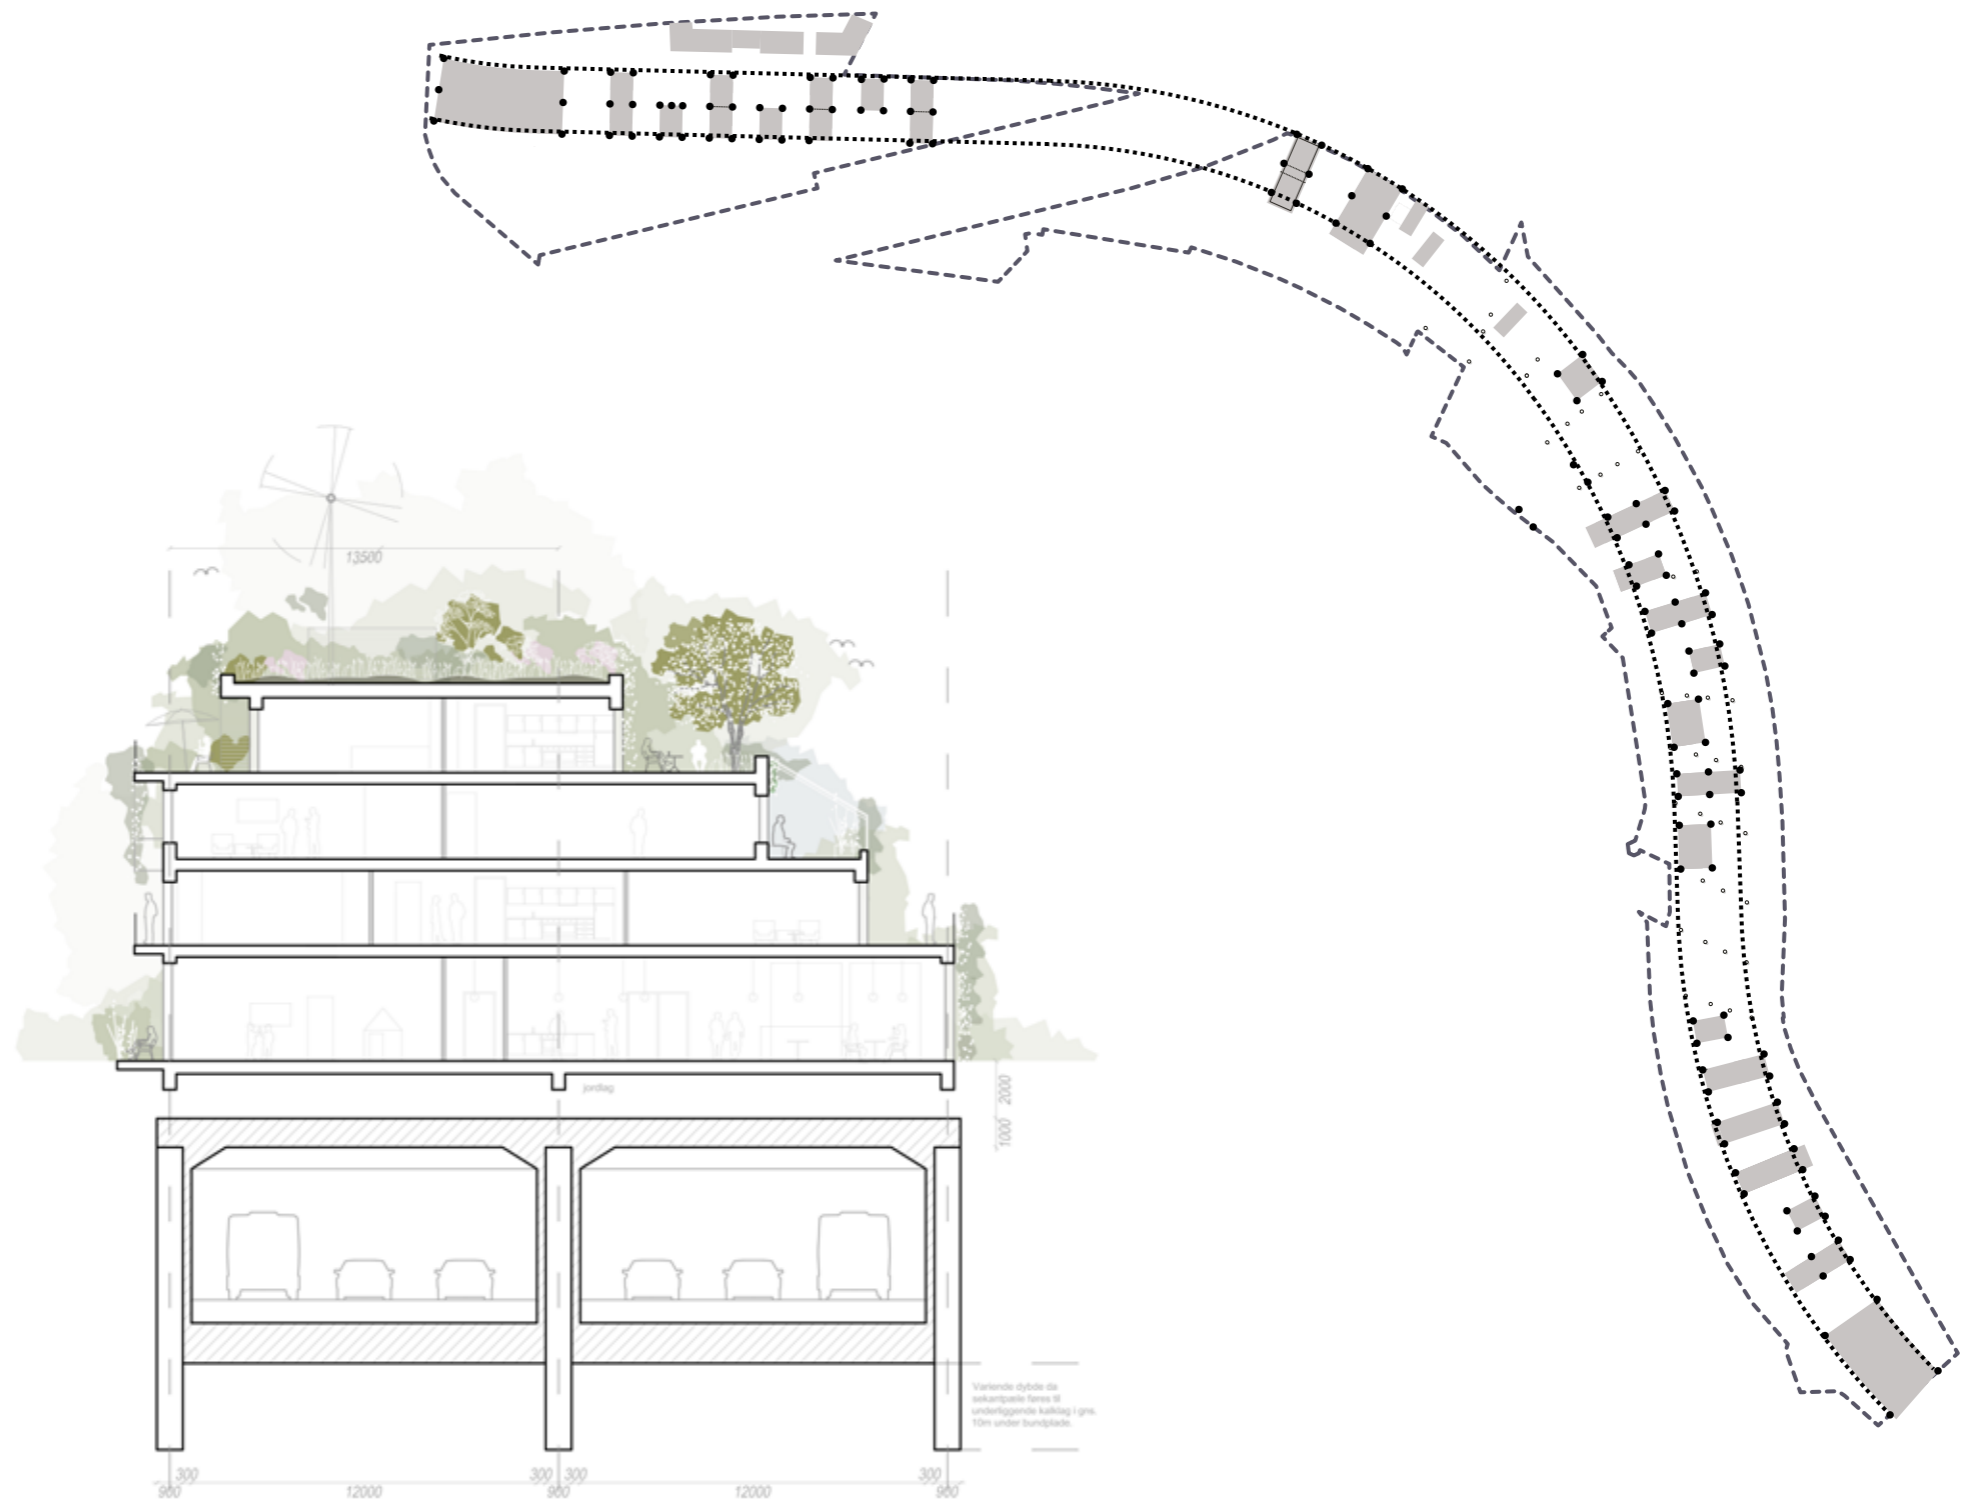 13500
jordlag
2000
1000
Variende dybde da
sekantpæle føres til
underliggende kalklag i gns.
10m under bundplade.
300 300 300 300
900 12000 900 12000 900